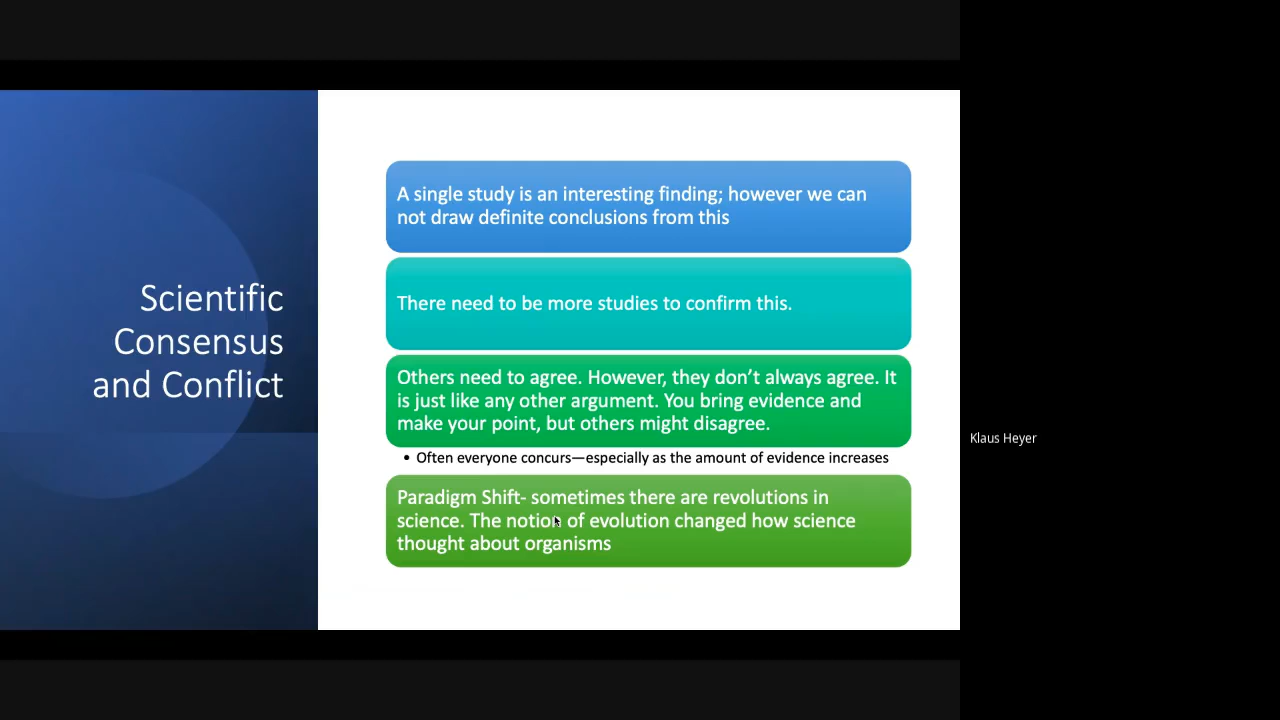 Scientific
Consensus
and Conflict
A single study is an interesting finding; however we can
not draw definite conclusions from this
There need to be more studies to confirm this.
Others need to agree. However, they don’t always agree. It
is just like any other argument. You bring evidence and
make your point, but others might disagree.
• Often everyone concurs—especially as the amount of evidence increases
Paradigm Shift- sometimes there are revolutions in
science. The notion of evolution changed how science
thought about organisms
Klaus Heyer